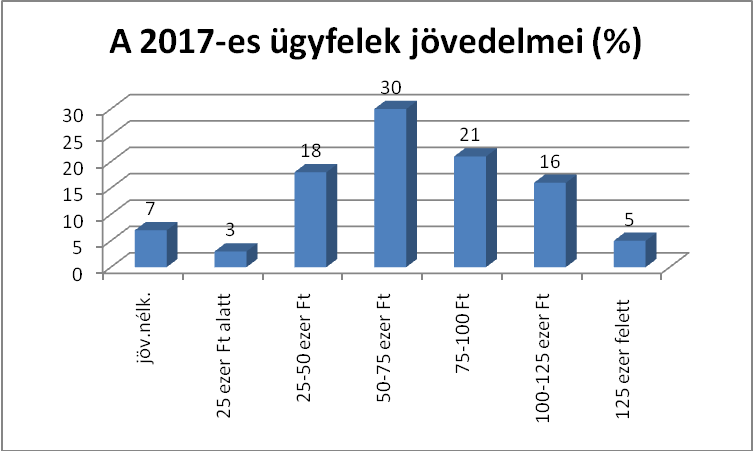 A 2017-es ügyfelek jövedelmei (%)
30
25
20
15
10
5
0
7
3
18
30
21
16
5
jöv.nélk.
25 ezer Ft alatt
25-50 ezer Ft
50-75 ezer Ft
75-100 Ft
100-125 ezer Ft
125 ezer felett